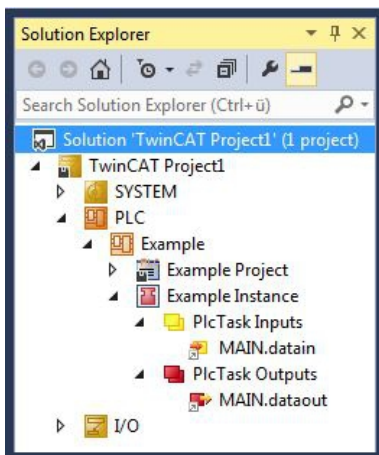 Solution Explorer
Search Solution Explorer (Ctrl+ü)
Solution 'TwinCAT Project1' (1 project)
TwinCAT Project1
SYSTEM
PLC
Example
Example Project
Example Instance
PlcTask Inputs
MAIN.datain
PlcTask Outputs
MAIN.dataout
I/O